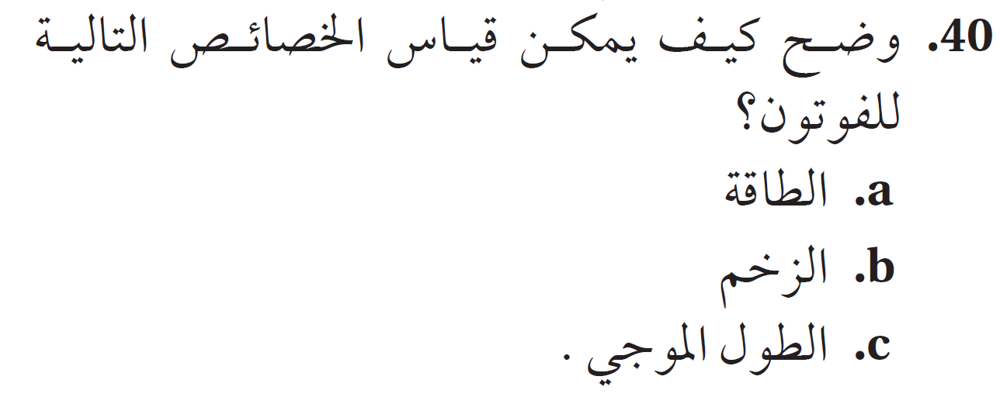 40. وضح كيف يمكن قياس الخصائص التالية
للفوتون؟
a. الطاقة
b. الزخم
c. الطول الموجي .